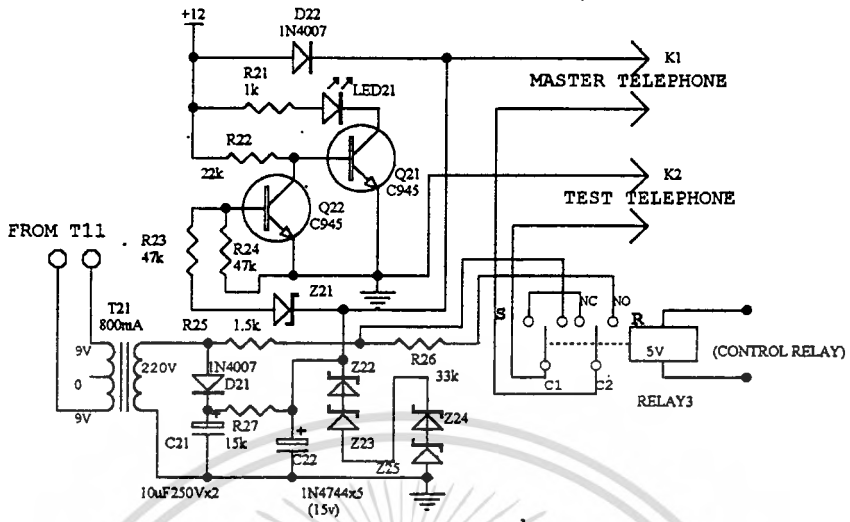 +12
D22
1N4007
K1
MASTER TELEPHONE
R21
1k
LED21
R22
22k
Q21
C945
K2
TEST TELEPHONE
Q22
C945
FROM T11
R23
47k
R24
47k
Z21
T21
800mA
R25
1.5k
S
NC
NO
R
9V
220V
0
9V
1N4007
D21
R26
33k
Z22
5V
(CONTROL RELAY)
C1
C2
RELAY3
C21
R27
15k
C22
Z23
Z24
Z25
10uF250Vx2
1N4744x5
(15v)